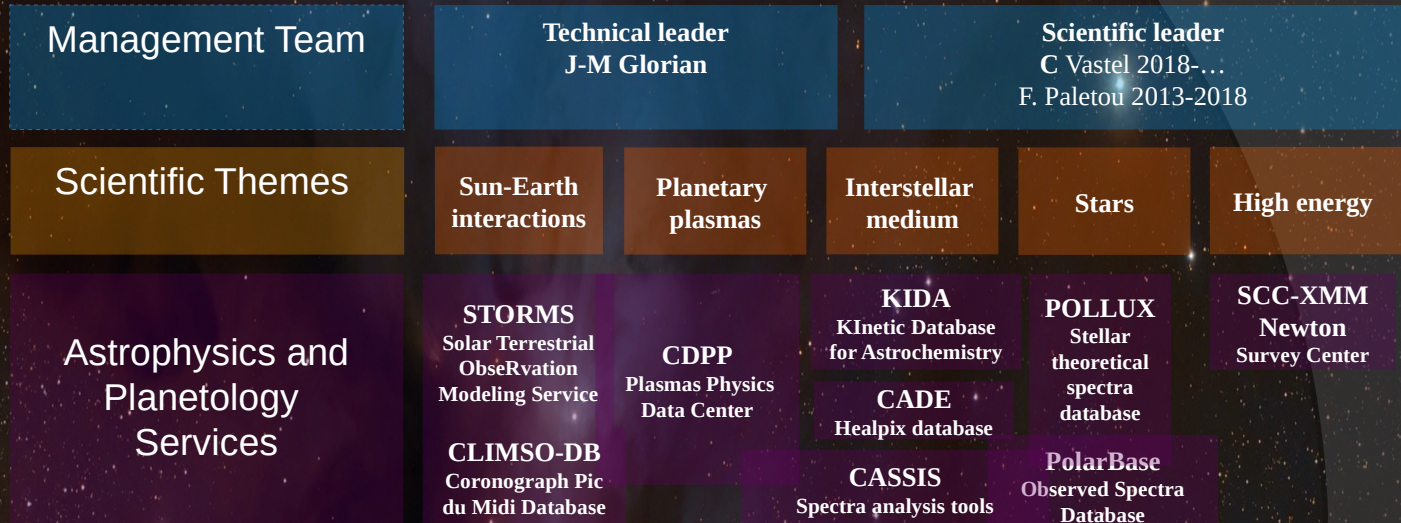 Management Team
Technical leader
J-M Glorian
Scientific leader
C Vastel 2018-…
F. Paletou 2013-2018
Scientific Themes
Sun-Earth
interactions
Planetary
plasmas
Interstellar
medium
Stars
High energy
Astrophysics and
Planetology
Services
STORMS
Solar Terrestrial
ObseRvation
Modeling Service
CLIMSO-DB
Coronograph Pic
du Midi Database
CDPP
Plasmas Physics
Data Center
KIDA
KInetic Database
for Astrochemistry
CADE
Healpix database
CASSIS
Spectra analysis tools
POLLUX
Stellar
theoretical
spectra
database
PolarBase
Observed Spectra
Database
SCC-XMM
Newton
Survey Center